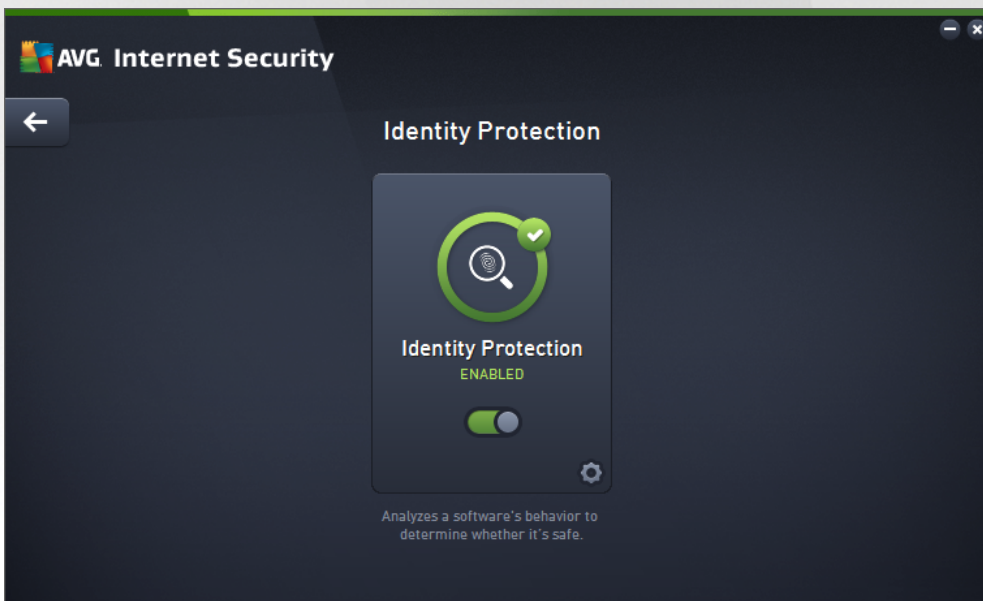 AVG. Internet Security
Identity Protection
Identity Protection
ENABLED
Analyzes a software's behavior to
determine whether it's safe.